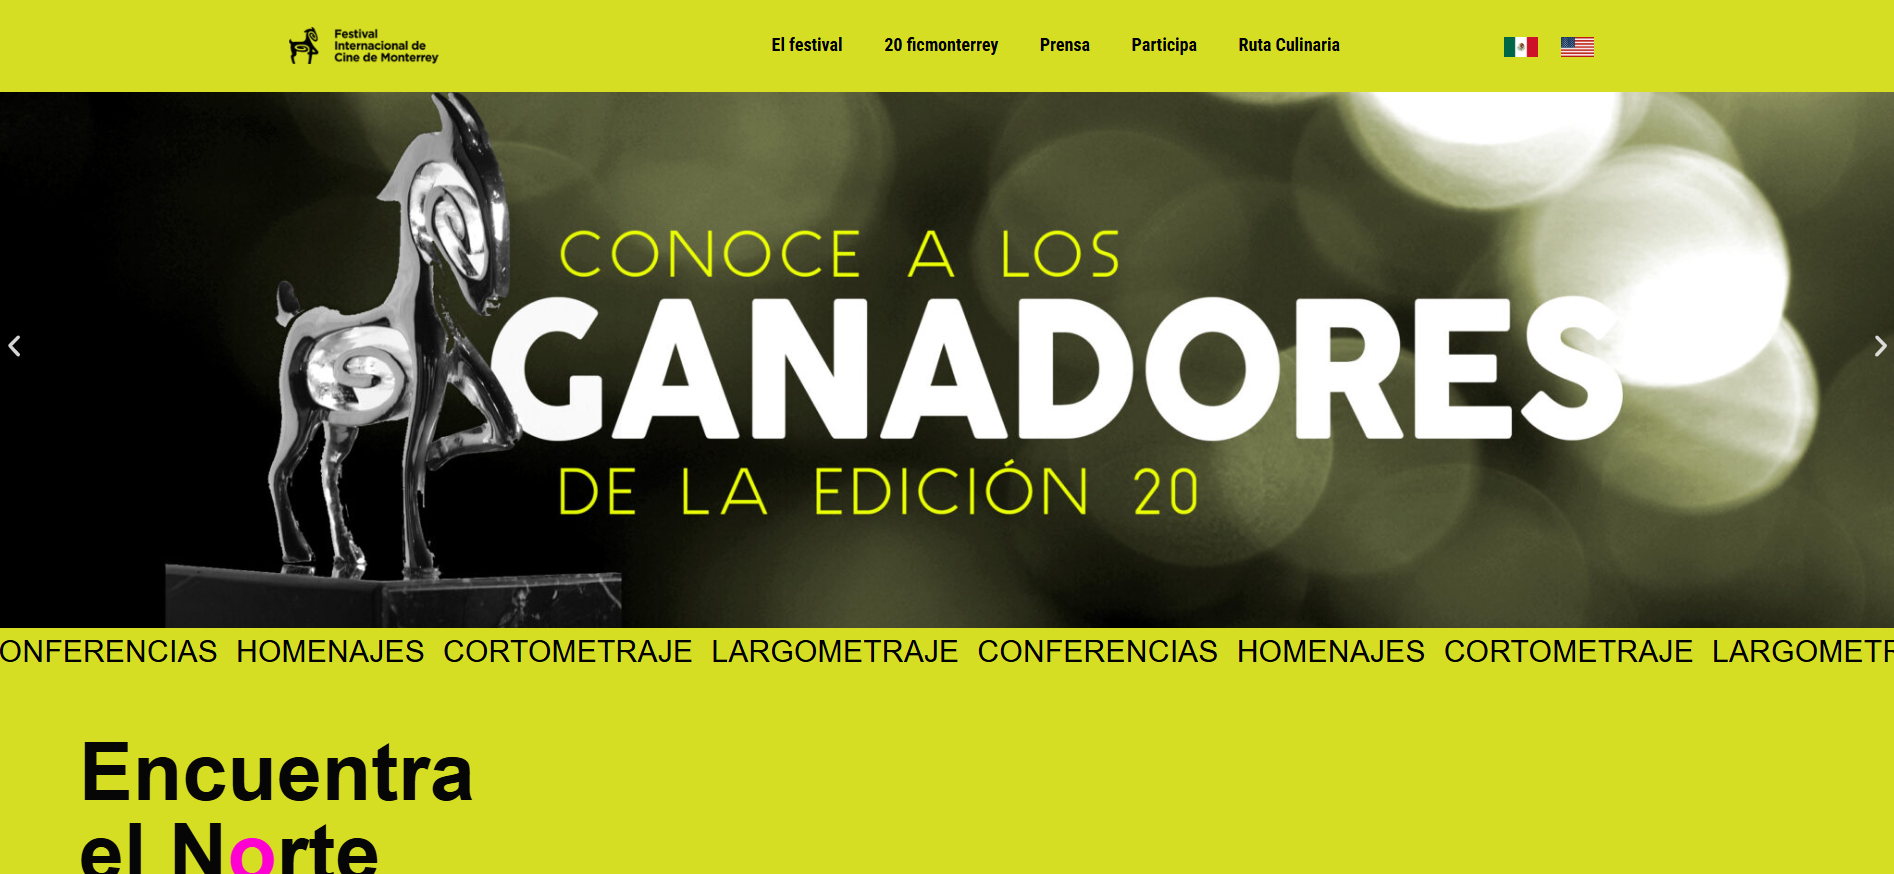 Festival
Internacional de
Cine de Monterrey
El festival
20 ficmonterrey
Prensa
Participa
Ruta Culinaria
CONOCE A LOS
GANADORES
DE LA EDICIÓN 20
ONFERENCIAS HOMENAJES CORTOMETRAJE LARGOMETRAJE CONFERENCIAS HOMENAJES CORTOMETRAJE LARGOMETR
Encuentra
el Norte